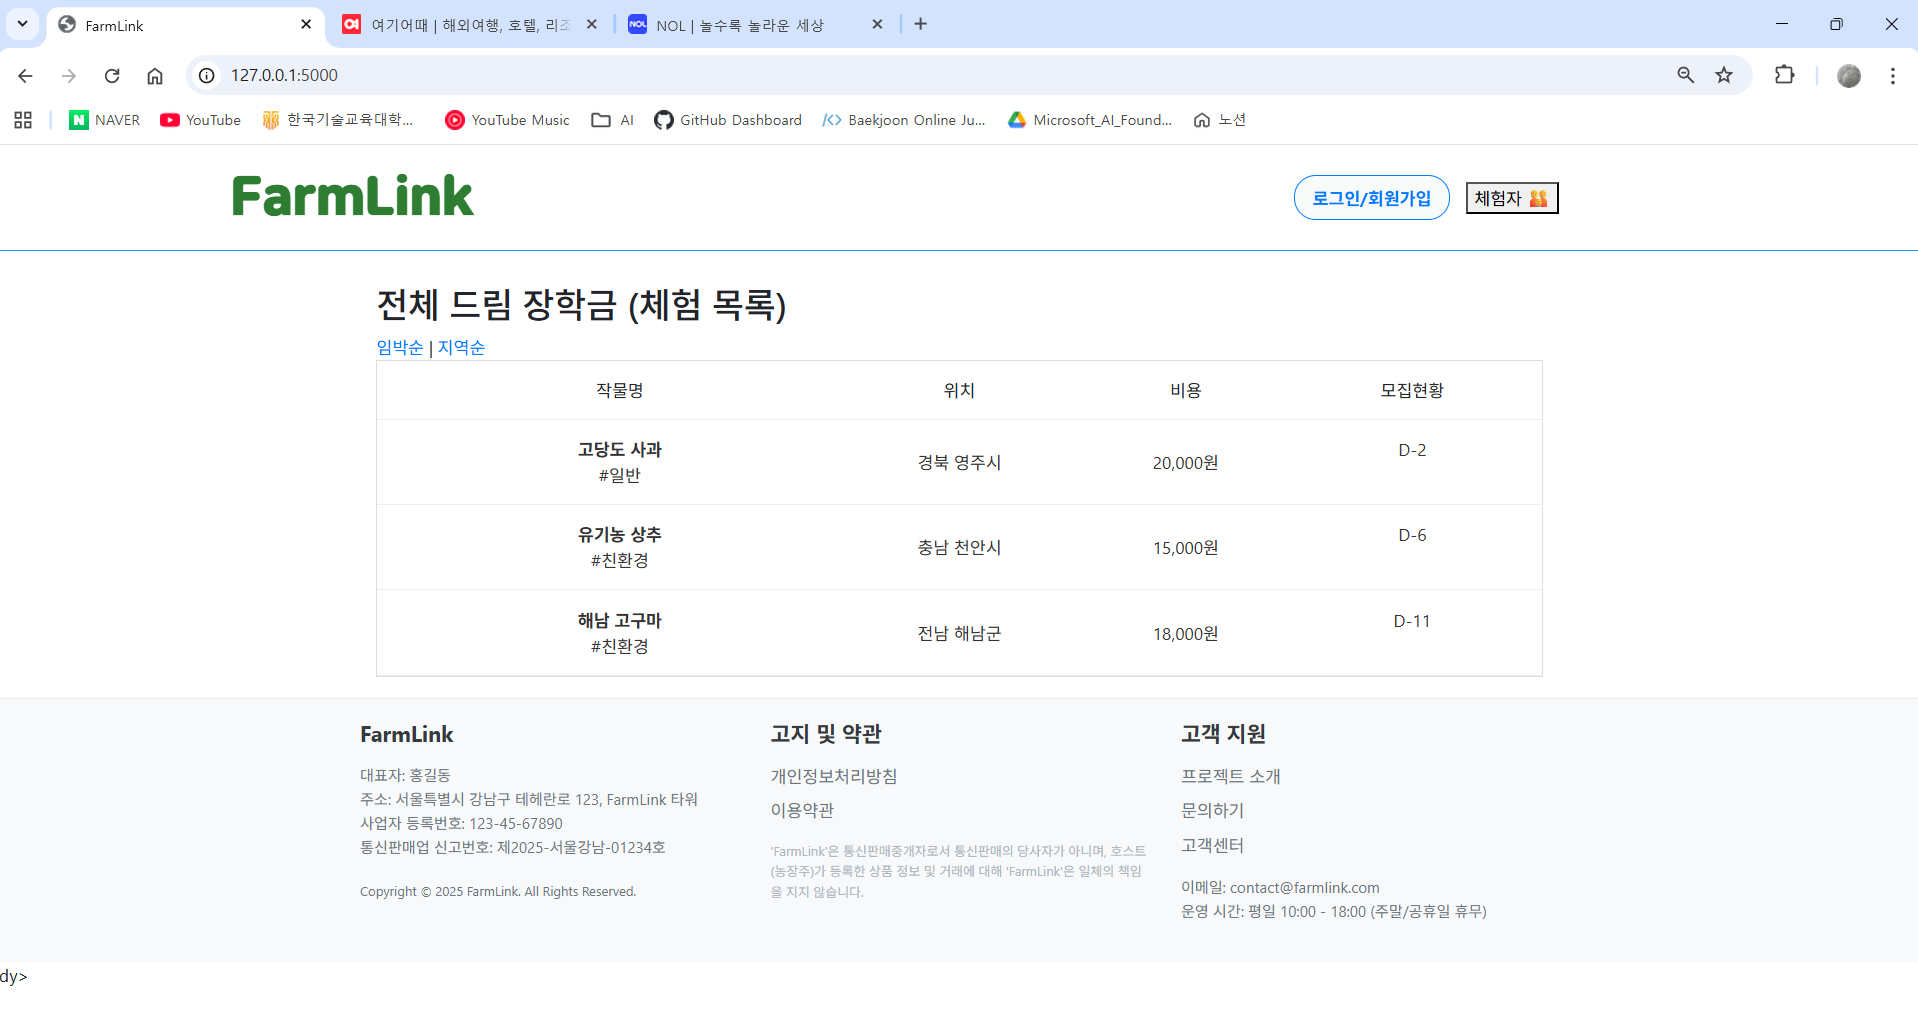 FarmLink
여기어때 | 해외여행, 호텔, 리조
NOL | 놀수록 놀라운 세상
127.0.0.1:5000
NAVER
YouTube
한국기술교육대학...
YouTube Music
AI
GitHub Dashboard
Baekjoon Online Ju...
Microsoft_AI_Found...
노션
FarmLink
로그인/회원가입
체험자
전체 드림 장학금 (체험 목록)
임박순 | 지역순
작물명 위치 비용 모집현황
고당도 사과
#일반
경북 영주시
20,000원
D-2
유기농 상추
#친환경
충남 천안시
15,000원
D-6
해남 고구마
#친환경
전남 해남군
18,000원
D-11
FarmLink
대표자: 홍길동
주소: 서울특별시 강남구 테헤란로 123, FarmLink 타워
사업자 등록번호: 123-45-67890
통신판매업 신고번호: 제2025-서울강남-01234호
Copyright © 2025 FarmLink. All Rights Reserved.
고지 및 약관
개인정보처리방침
이용약관
'FarmLink'은 통신판매중개자로서 통신판매의 당사자가 아니며, 호스트
(농장주)가 등록한 상품 정보 및 거래에 대해 'FarmLink'은 일체의 책임
을 지지 않습니다.
고객 지원
프로젝트 소개
문의하기
고객센터
이메일: contact@farmlink.com
운영 시간: 평일 10:00 - 18:00 (주말/공휴일 휴무)
dy>